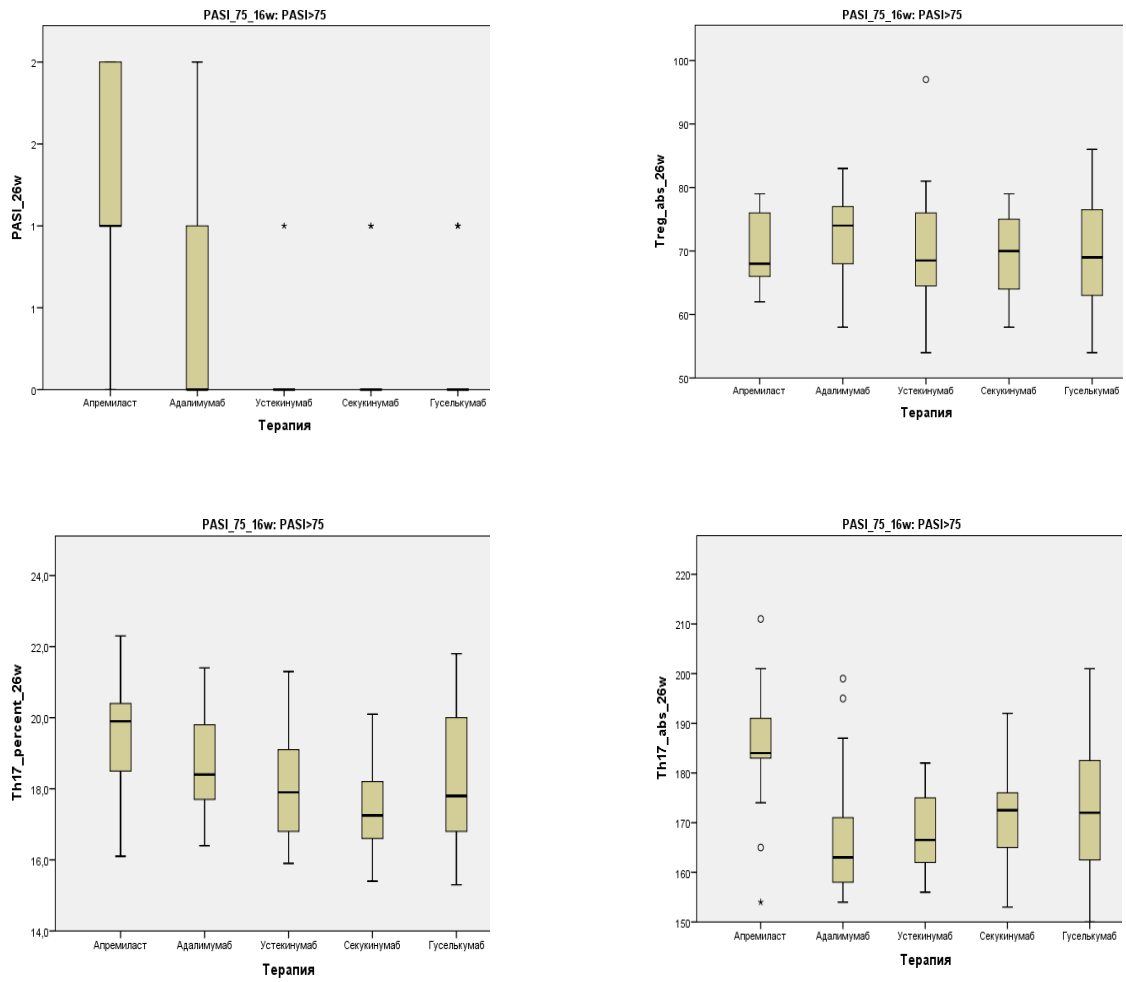 PASI_75_16w: PASI>75
2
2
1
1
0
PASI_26w
Апремиласт Адалимумаб Устекинумаб Секукинумаб Гуселькумаб
Терапия
PASI_75_16w: PASI>75
100
90
80
70
60
50
Treg_abs_26w
Апремиласт Адалимумаб Устекинумаб Секукинумаб Гуселькумаб
Терапия
PASI_75_16w: PASI>75
24,0
22,0
20,0
18,0
16,0
14,0
Th17_percent_26w
Апремиласт Адалимумаб Устекинумаб Секукинумаб Гуселькумаб
Терапия
PASI_75_16w: PASI>75
220
210
200
190
180
170
160
150
Th17_abs_26w
Апремиласт Адалимумаб Устекинумаб Секукинумаб Гуселькумаб
Терапия